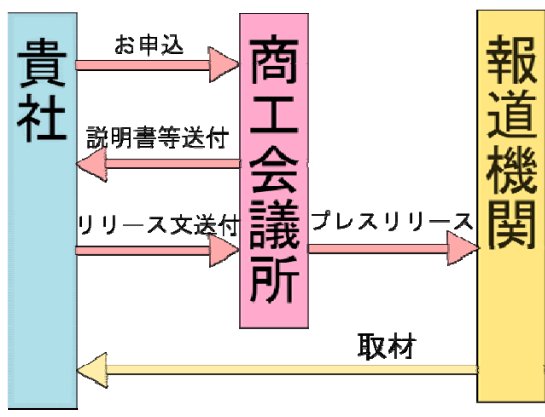 貴社
お申込
商工会議所
報道機関
説明書等送付
リリース文送付
プレスリリース
取材